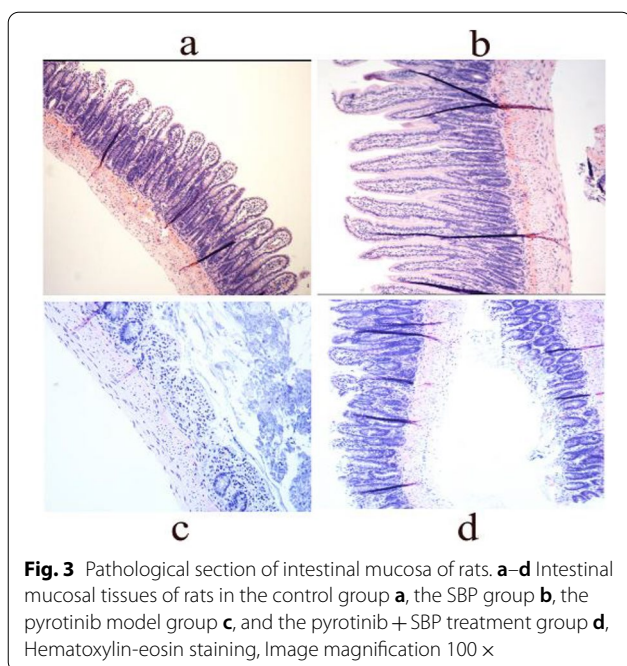 a
b
c
d
Fig. 3 Pathological section of intestinal mucosa of rats. a–d Intestinal
mucosal tissues of rats in the control group a, the SBP group b, the
pyrotinib model group c, and the pyrotinib + SBP treatment group d,
Hematoxylin-eosin staining, Image magnification 100 ×